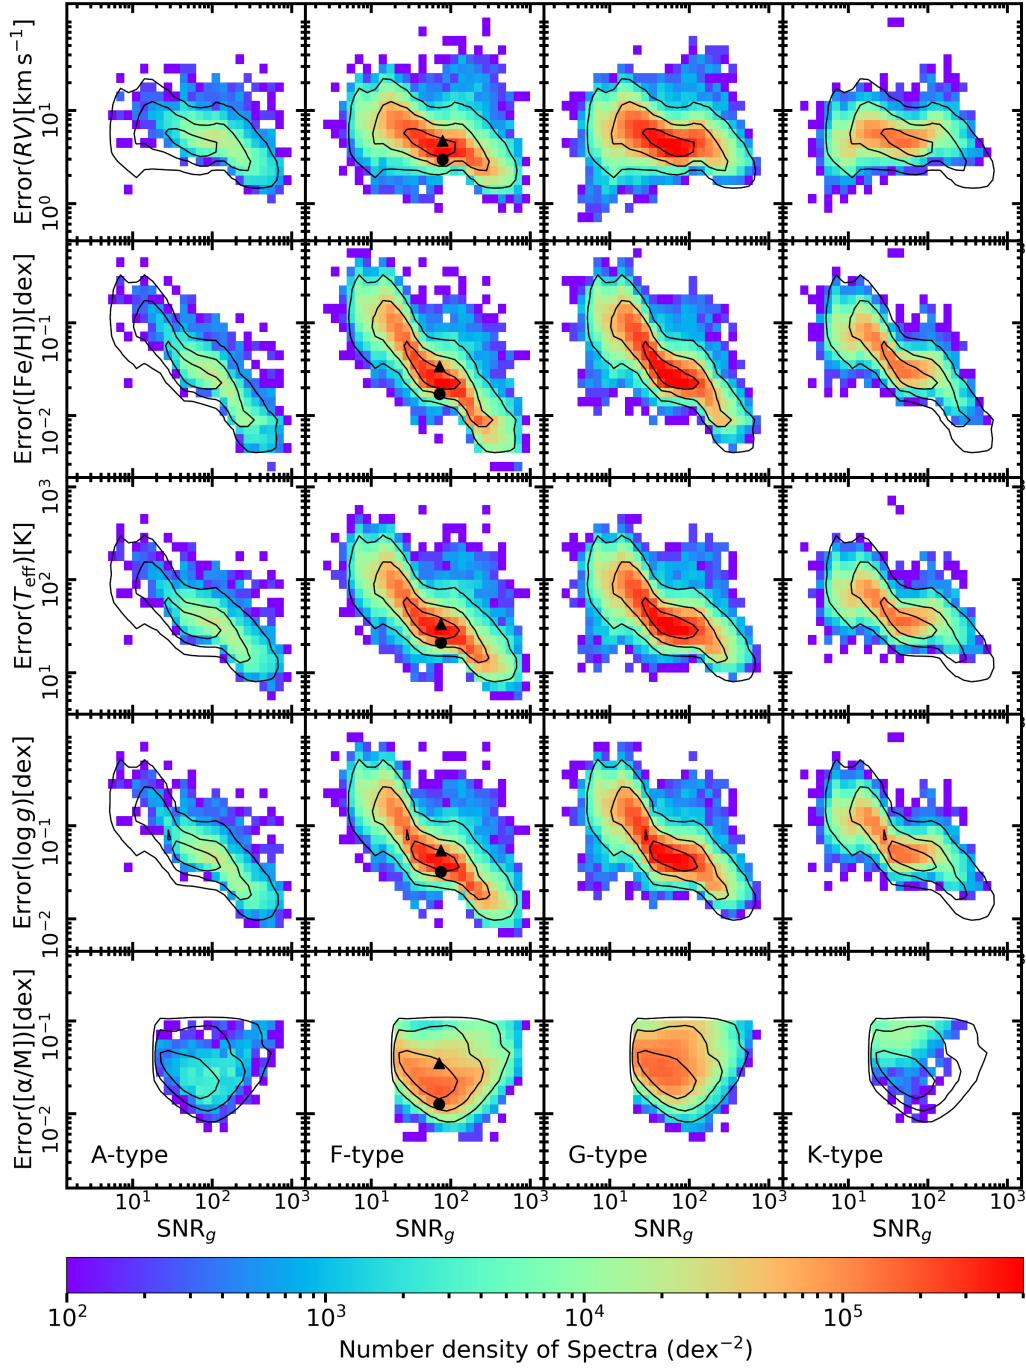 Error(RV)[km s⁻¹]
10¹
10⁰
Error([Fe/H])[dex]
10⁻¹
10⁻²
Error(T_eff)[K]
10³
10²
10¹
Error(log g)[dex]
10⁻¹
10⁻²
Error([α/M])[dex]
10⁻¹
10⁻²
A-type
F-type
G-type
K-type
10¹ 10² 10³
10¹ 10² 10³
10¹ 10² 10³
10¹ 10² 10³
SNR_g
SNR_g
SNR_g
SNR_g
10² 10³ 10⁴ 10⁵
Number density of Spectra (dex⁻²)